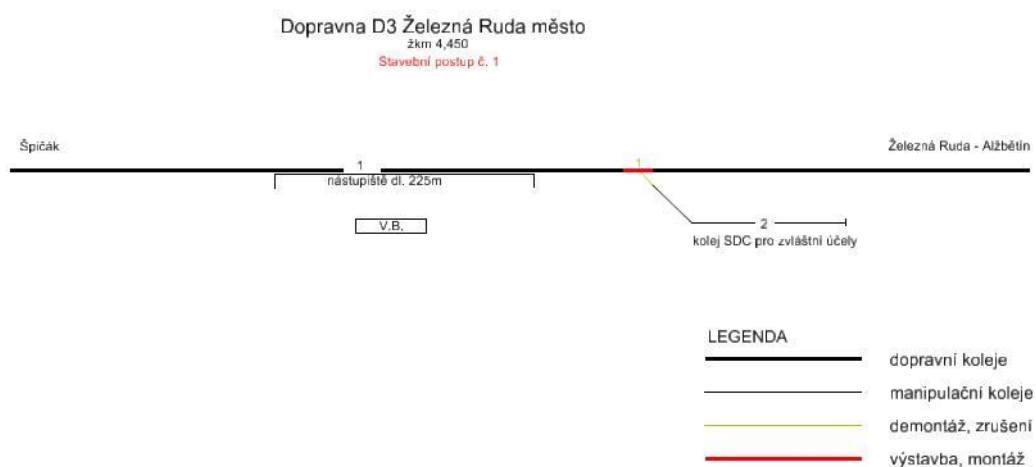 Dopravna D3 Železná Ruda město
žkm 4,450
Stavební postup č. 1
Špičák
Železná Ruda - Alžbětín
1
1
nástupiště dl. 225m
V.B.
2
kolej SDC pro zvláštní účely
LEGENDA
dopravní koleje
manipulační koleje
demontáž, zrušení
výstavba, montáž